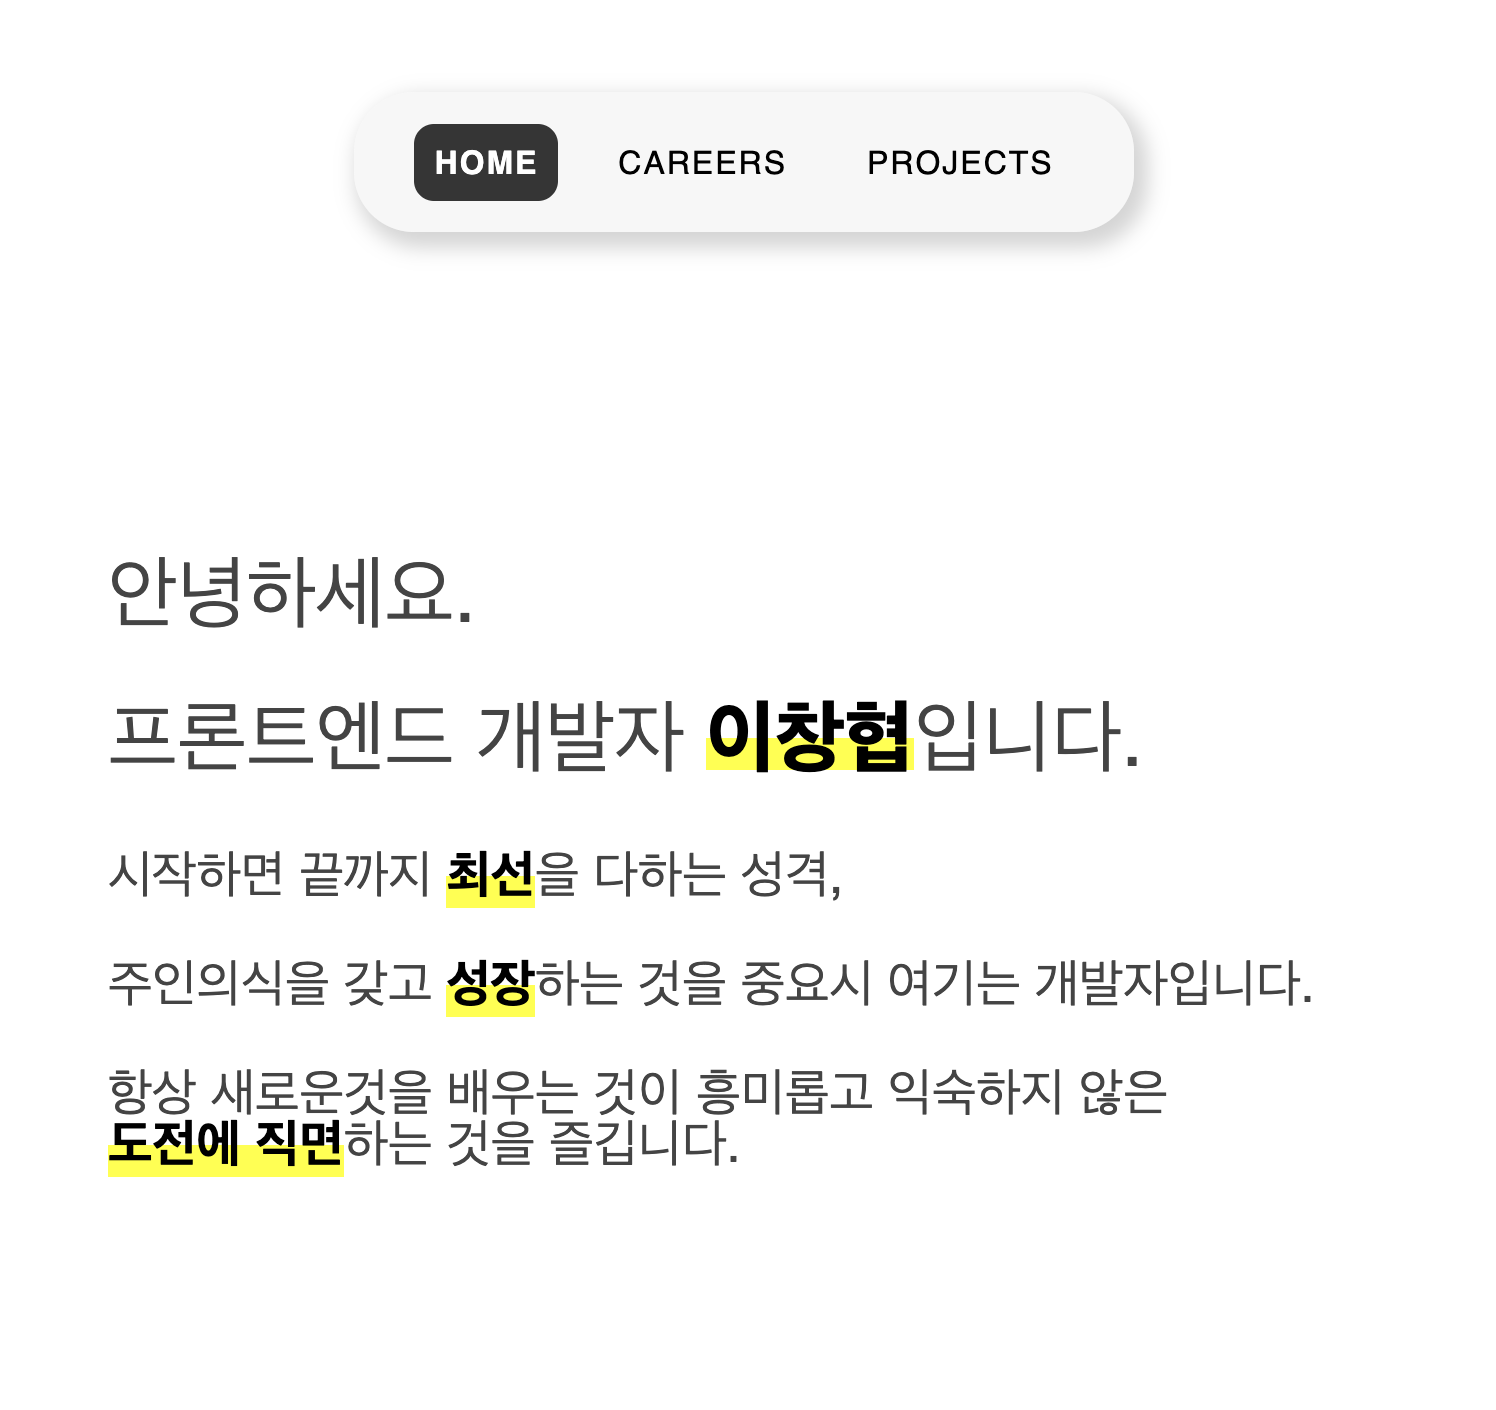 HOME CAREERS PROJECTS
안녕하세요.
프론트엔드 개발자 이창협입니다.
시작하면 끝까지 최선을 다하는 성격,
주인의식을 갖고 성장하는 것을 중요시 여기는 개발자입니다.
항상 새로운것을 배우는 것이 흥미롭고 익숙하지 않은
도전에 직면하는 것을 즐깁니다.